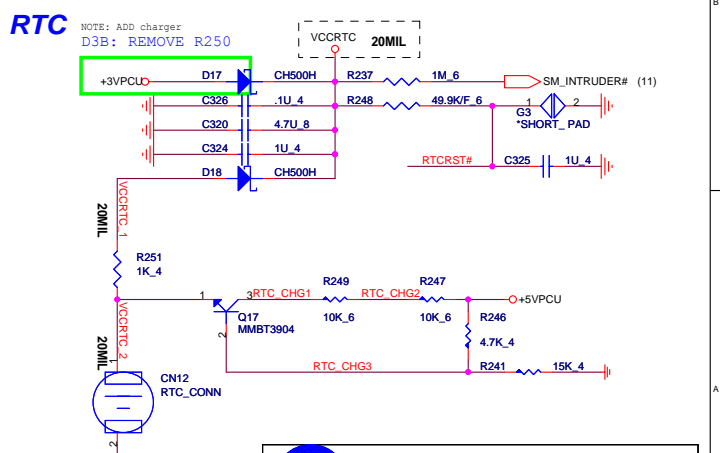 RTC
NOTE: ADD charger
D3B: REMOVE R250
VCCRTC
20MIL
B
+3VPCU
D17
CH500H
R237
1M_6
SM_INTRUDER# (11)
C326
.1U_4
R248
49.9K/F_6
1
2
G3
*SHORT_ PAD
C320
4.7U_8
C324
1U_4
RTCRST#
C325
1U_4
D18
CH500H
VCCRTC_1
20MIL
R251
1K_4
1
3
RTC_CHG1
R249
10K_6
RTC_CHG2
R247
10K_6
+5VPCU
Q17
MMBT3904
2
R246
4.7K_4
VCCRTC_2
20MIL
1
RTC_CHG3
R241
15K_4
CN12
RTC_CONN
A
2